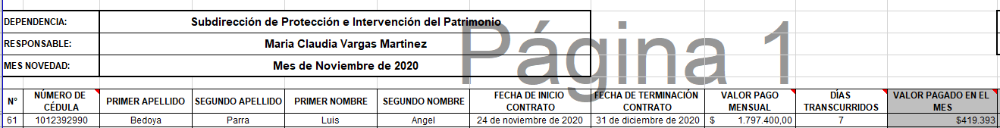 DEPENDENCIA: Subdirección de Protección e Intervención del Patrimonio
RESPONSABLE: Maria Claudia Vargas Martinez
MES NOVEDAD: Mes de Noviembre de 2020
Página 1
N° NÚMERO DE CÉDULA PRIMER APELLIDO SEGUNDO APELLIDO PRIMER NOMBRE SEGUNDO NOMBRE FECHA DE INICIO CONTRATO FECHA DE TERMINACIÓN CONTRATO VALOR PAGO MENSUAL DÍAS TRANSCURRIDOS VALOR PAGADO EN EL MES
61 1012392990 Bedoya Parra Luis Angel 24 de noviembre de 2020 31 de diciembre de 2020 $ 1.797.400,00 7 $419.393